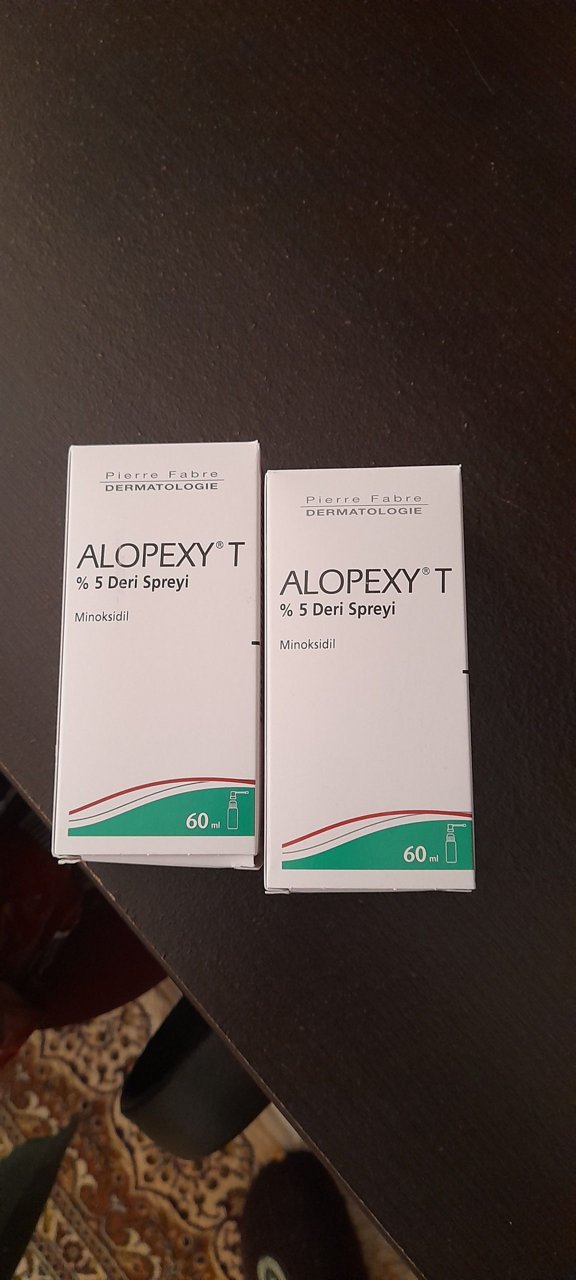 Pierre Fabre
DERMATOLOGIE
ALOPEXY® T
% 5 Deri Spreyi
Minoksidil
60 ml
Pierre Fabre
DERMATOLOGIE
ALOPEXY® T
% 5 Deri Spreyi
Minoksidil
60 ml